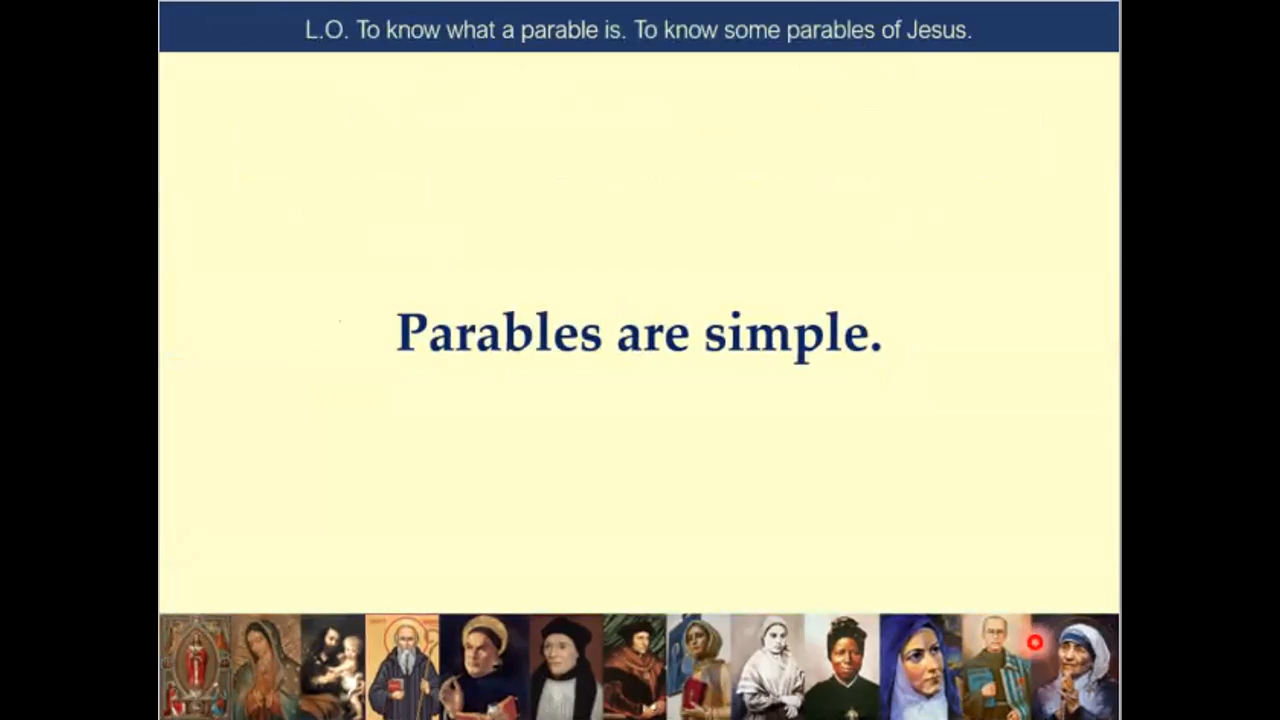 L.O. To know what a parable is. To know some parables of Jesus.
Parables are simple.